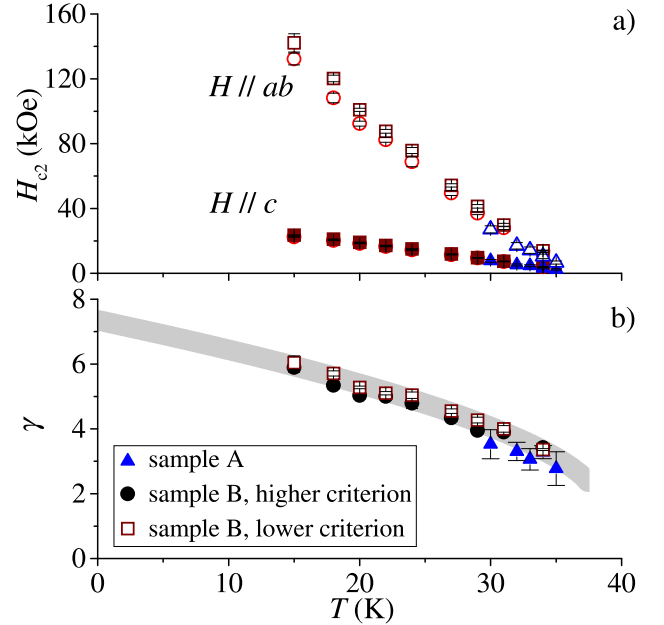 160
a)
120
H // ab
80
H // c
40
0
H_c2 (kOe)
8
b)
6
4
2
0
γ
sample A
sample B, higher criterion
sample B, lower criterion
0 10 20 30 40
T (K)